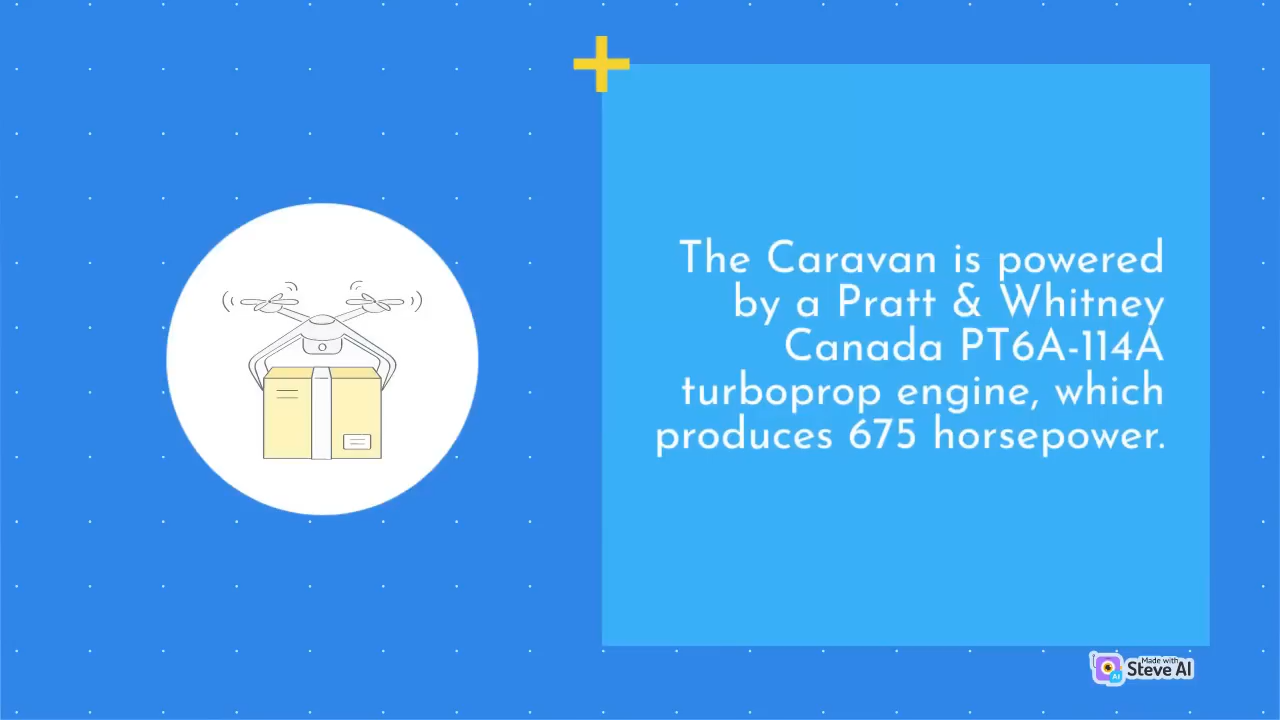 The Caravan is powered
by a Pratt & Whitney
Canada PT6A-114A
turboprop engine, which
produces 675 horsepower.
Made with
Steve AI
AI